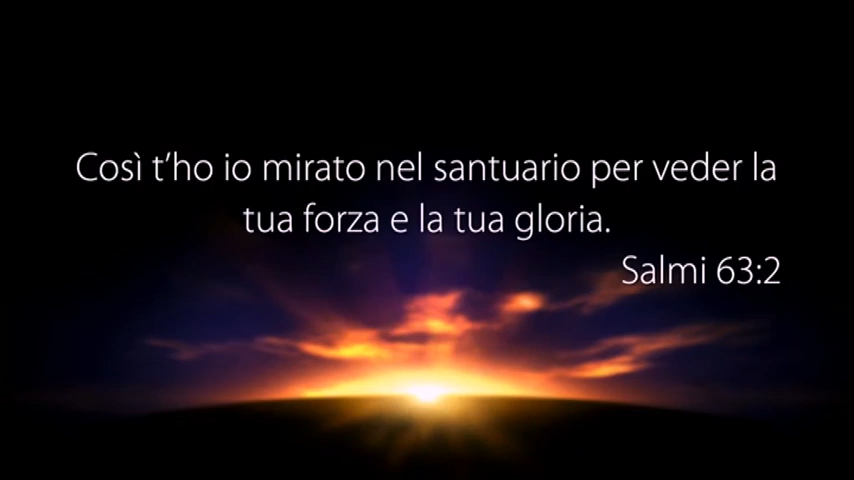 Così t’ho io mirato nel santuario per veder la
tua forza e la tua gloria.
Salmi 63:2